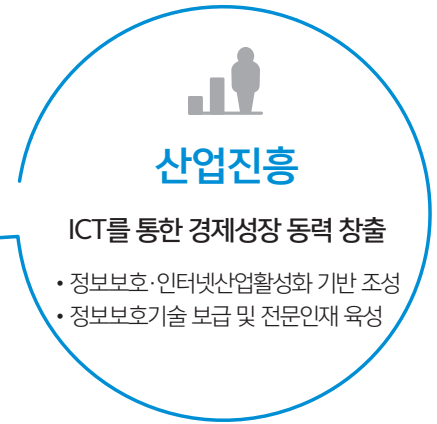 산업진흥
ICT를 통한 경제성장 동력 창출
• 정보보호·인터넷산업활성화 기반 조성
• 정보보호기술 보급 및 전문인재 육성